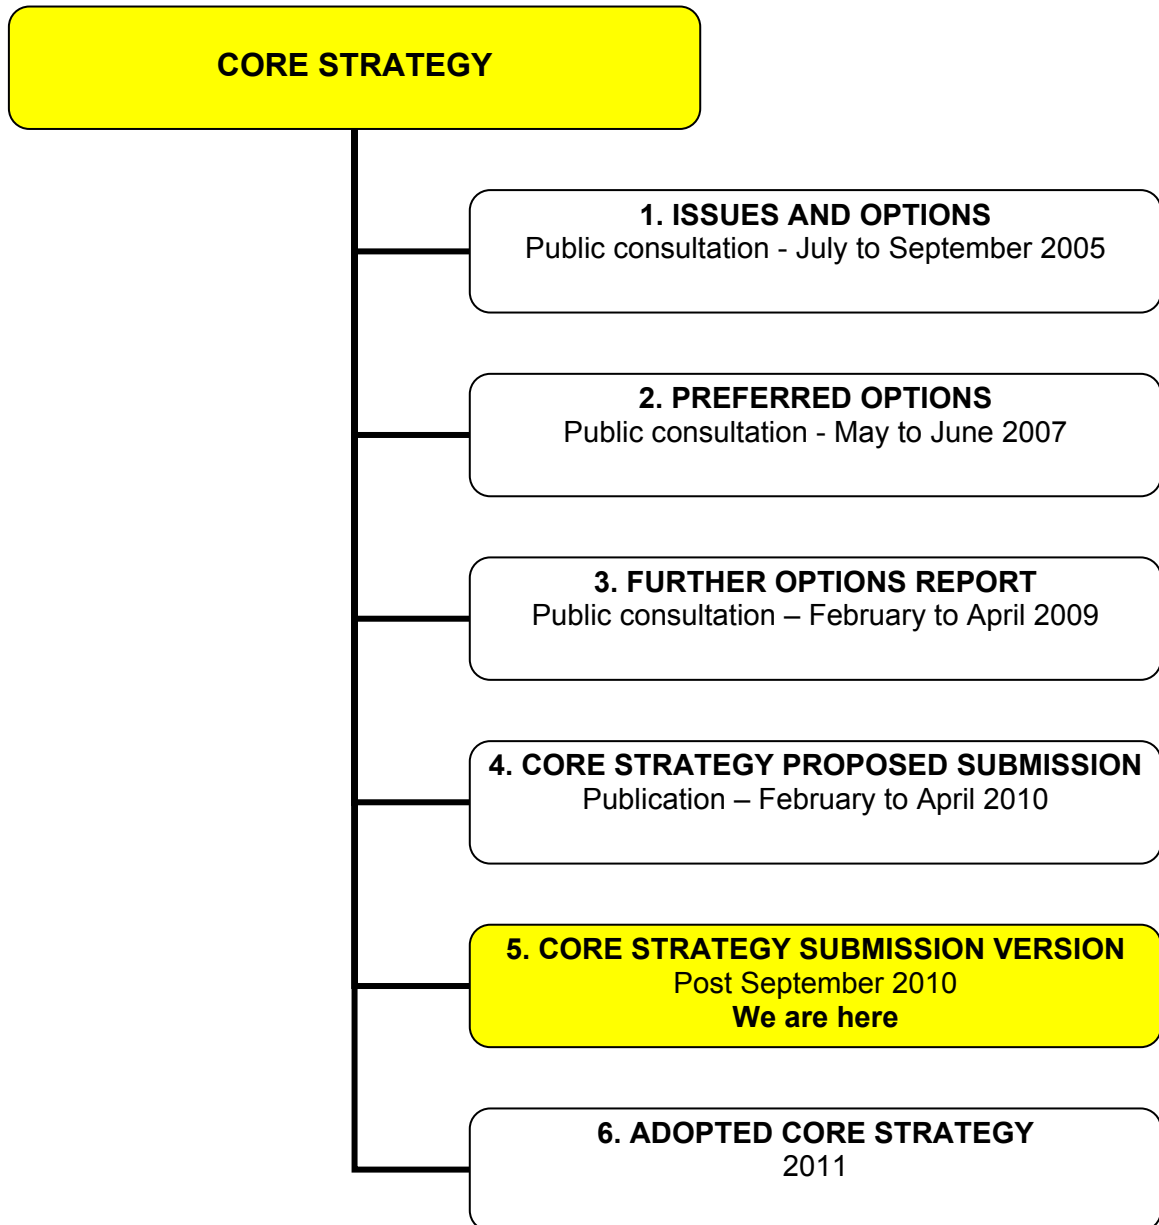 CORE STRATEGY
1. ISSUES AND OPTIONS
Public consultation - July to September 2005
2. PREFERRED OPTIONS
Public consultation - May to June 2007
3. FURTHER OPTIONS REPORT
Public consultation – February to April 2009
4. CORE STRATEGY PROPOSED SUBMISSION
Publication – February to April 2010
5. CORE STRATEGY SUBMISSION VERSION
Post September 2010
We are here
6. ADOPTED CORE STRATEGY
2011